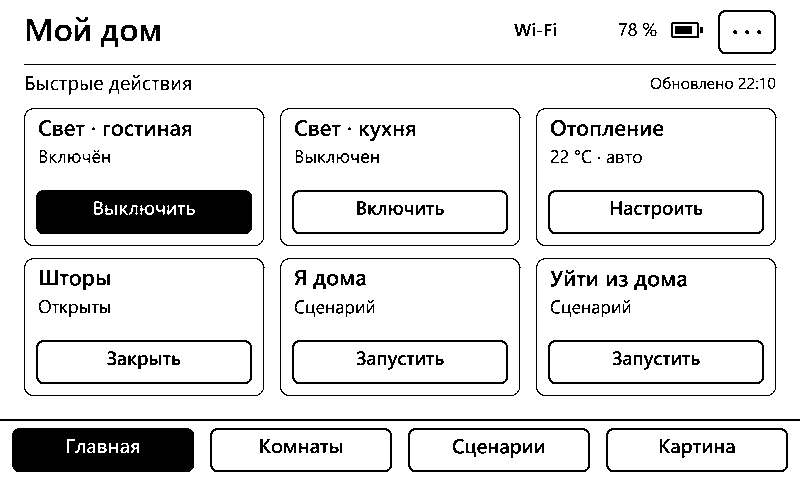 Мой дом
Wi-Fi
78 %
Быстрые действия
Обновлено 22:10
Свет · гостиная
Включён
Выключить
Свет · кухня
Выключен
Включить
Отопление
22 °C · авто
Настроить
Шторы
Открыты
Закрыть
Я дома
Сценарий
Запустить
Уйти из дома
Сценарий
Запустить
Главная
Комнаты
Сценарии
Картина